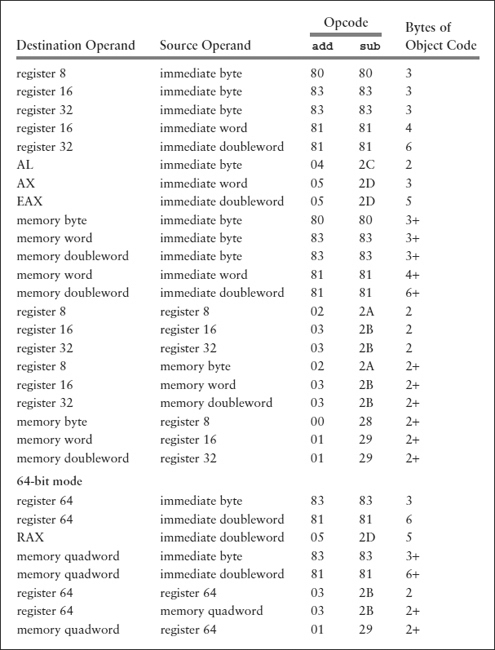 Opcode Bytes of
Destination Operand Source Operand add sub Object Code
register 8 immediate byte 80 80 3
register 16 immediate byte 83 83 3
register 32 immediate byte 83 83 3
register 16 immediate word 81 81 4
register 32 immediate doubleword 81 81 6
AL immediate byte 04 2C 2
AX immediate word 05 2D 3
EAX immediate doubleword 05 2D 5
memory byte immediate byte 80 80 3+
memory word immediate byte 83 83 3+
memory doubleword immediate byte 83 83 3+
memory word immediate word 81 81 4+
memory doubleword immediate doubleword 81 81 6+
register 8 register 8 02 2A 2
register 16 register 16 03 2B 2
register 32 register 32 03 2B 2
register 8 memory byte 02 2A 2+
register 16 memory word 03 2B 2+
register 32 memory doubleword 03 2B 2+
memory byte register 8 00 28 2+
memory word register 16 01 29 2+
memory doubleword register 32 01 29 2+
64-bit mode
register 64 immediate byte 83 83 3
register 64 immediate doubleword 81 81 6
RAX immediate doubleword 05 2D 5
memory quadword immediate byte 83 83 3+
memory quadword immediate doubleword 81 81 6+
register 64 register 64 03 2B 2
register 64 memory quadword 03 2B 2+
memory quadword register 64 01 29 2+